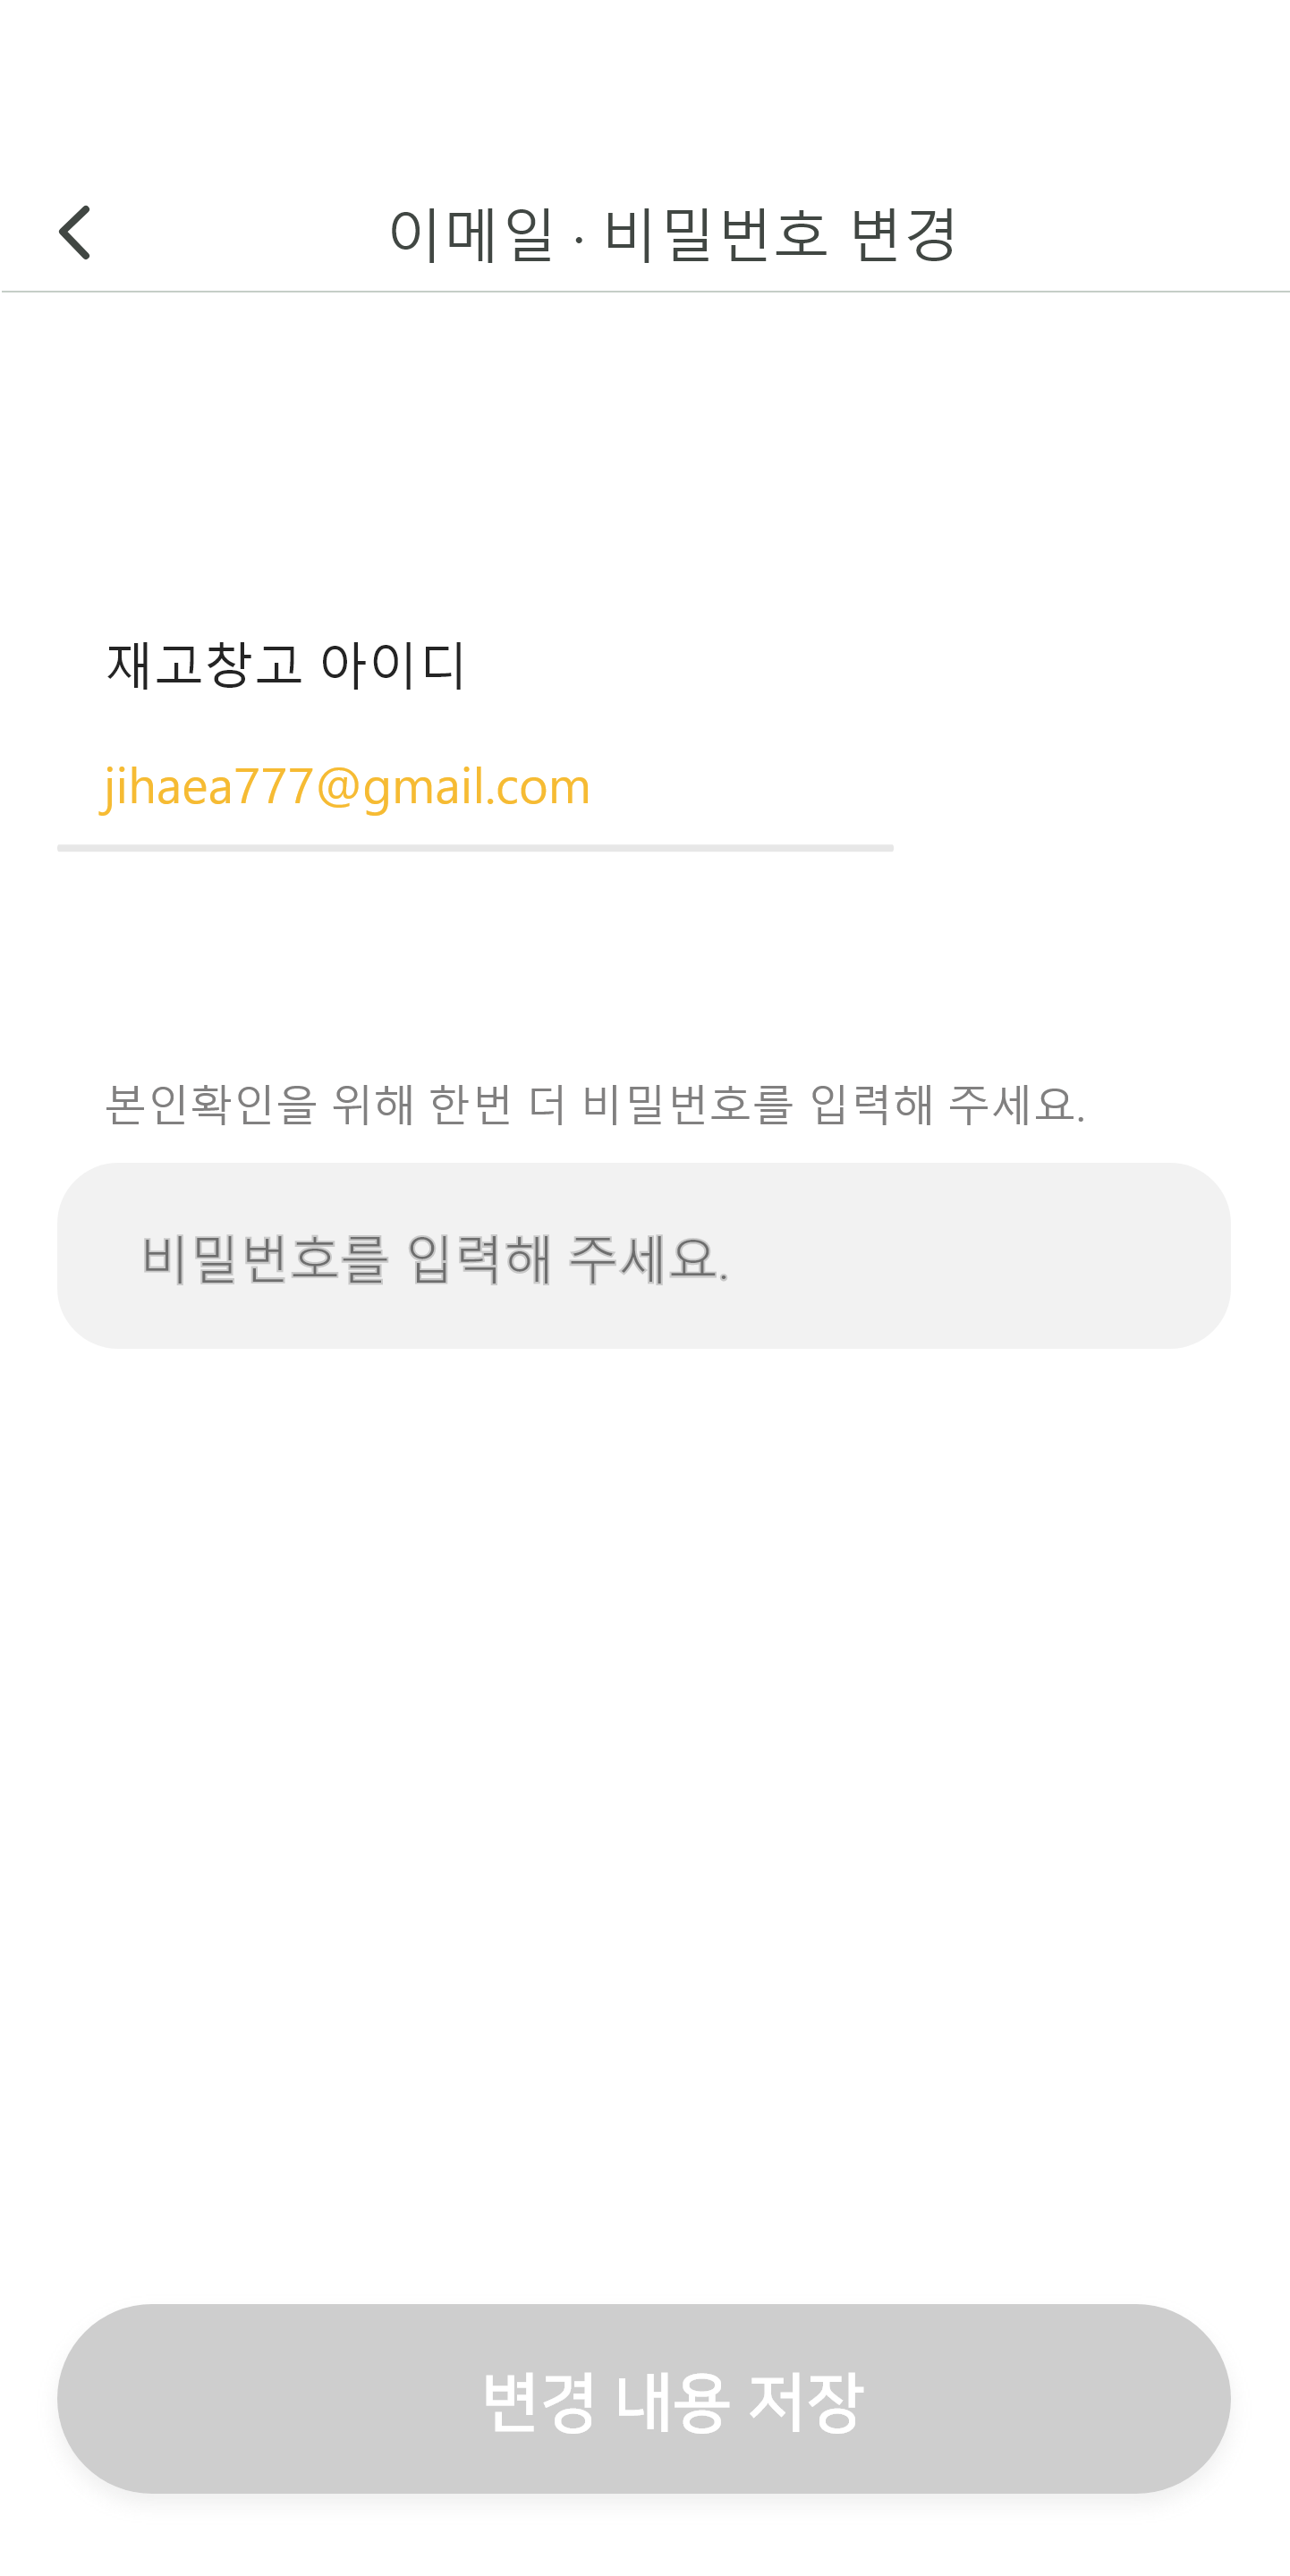 이메일 · 비밀번호 변경
재고창고 아이디
jihaea777@gmail.com
본인확인을 위해 한번 더 비밀번호를 입력해 주세요.
비밀번호를 입력해 주세요.
변경 내용 저장